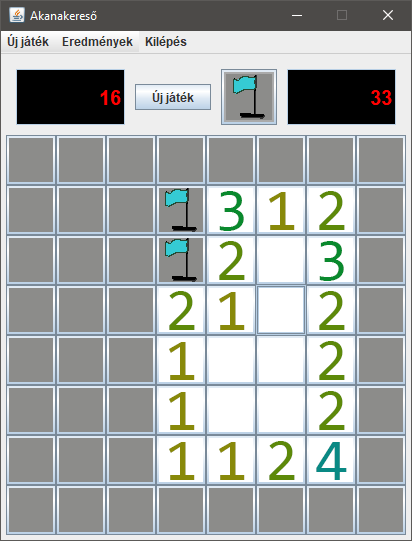 Akanakereső
Új játék Eredmények Kilépés
16 Új játék 33
3 1 2
2 3
2 1 2
1 2
1 2
1 1 2 4